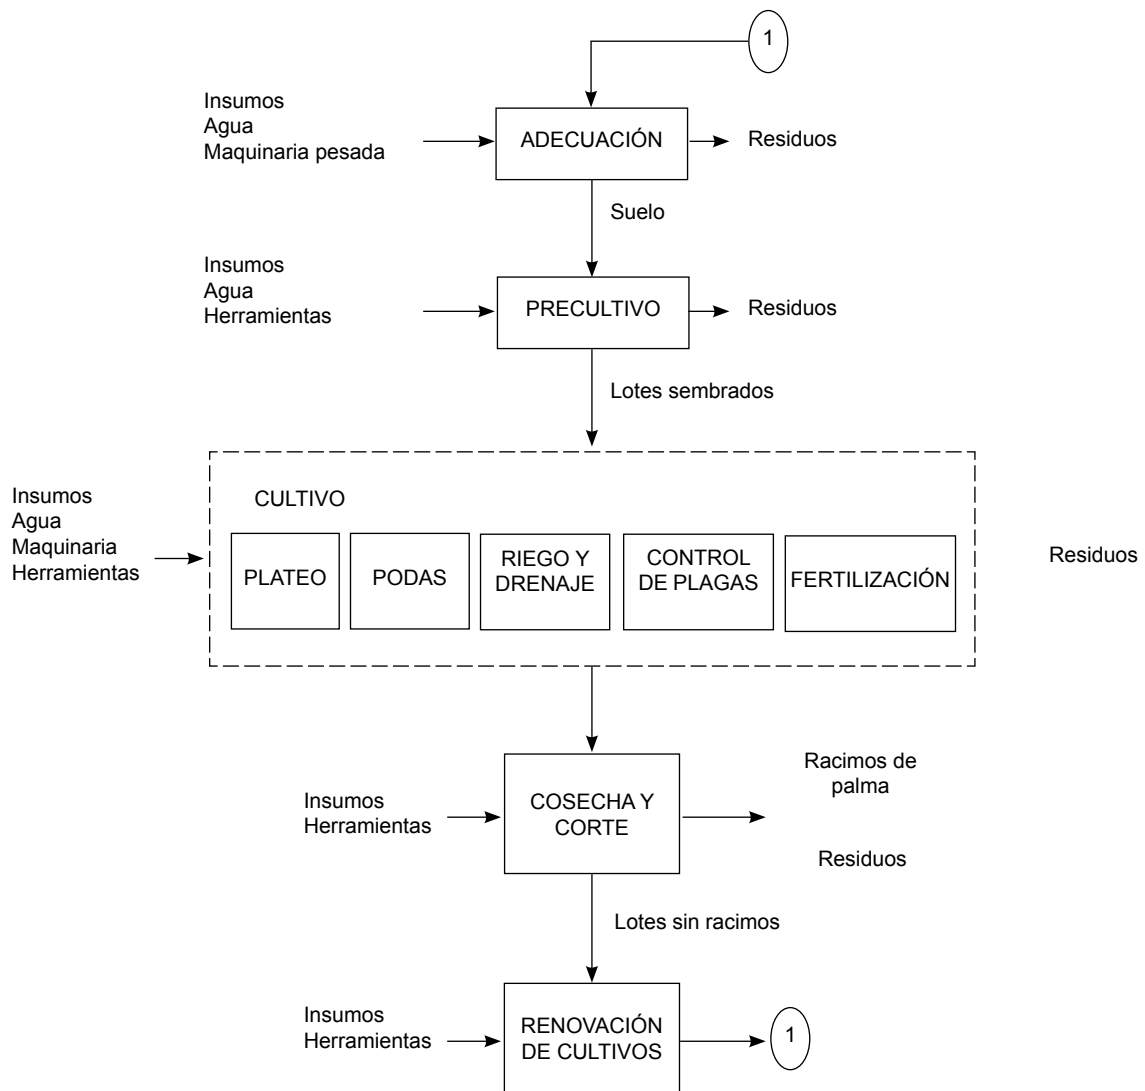 1
Insumos
Agua
Maquinaria pesada
ADECUACIÓN
Residuos
Suelo
Insumos
Agua
Herramientas
PRECULTIVO
Residuos
Lotes sembrados
Insumos
Agua
Maquinaria
Herramientas
CULTIVO
PLATEO
PODAS
RIEGO Y
DRENAJE
CONTROL
DE PLAGAS
FERTILIZACIÓN
Residuos
Insumos
Herramientas
COSECHA Y
CORTE
Racimos de
palma
Residuos
Lotes sin racimos
Insumos
Herramientas
RENOVACIÓN
DE CULTIVOS
1